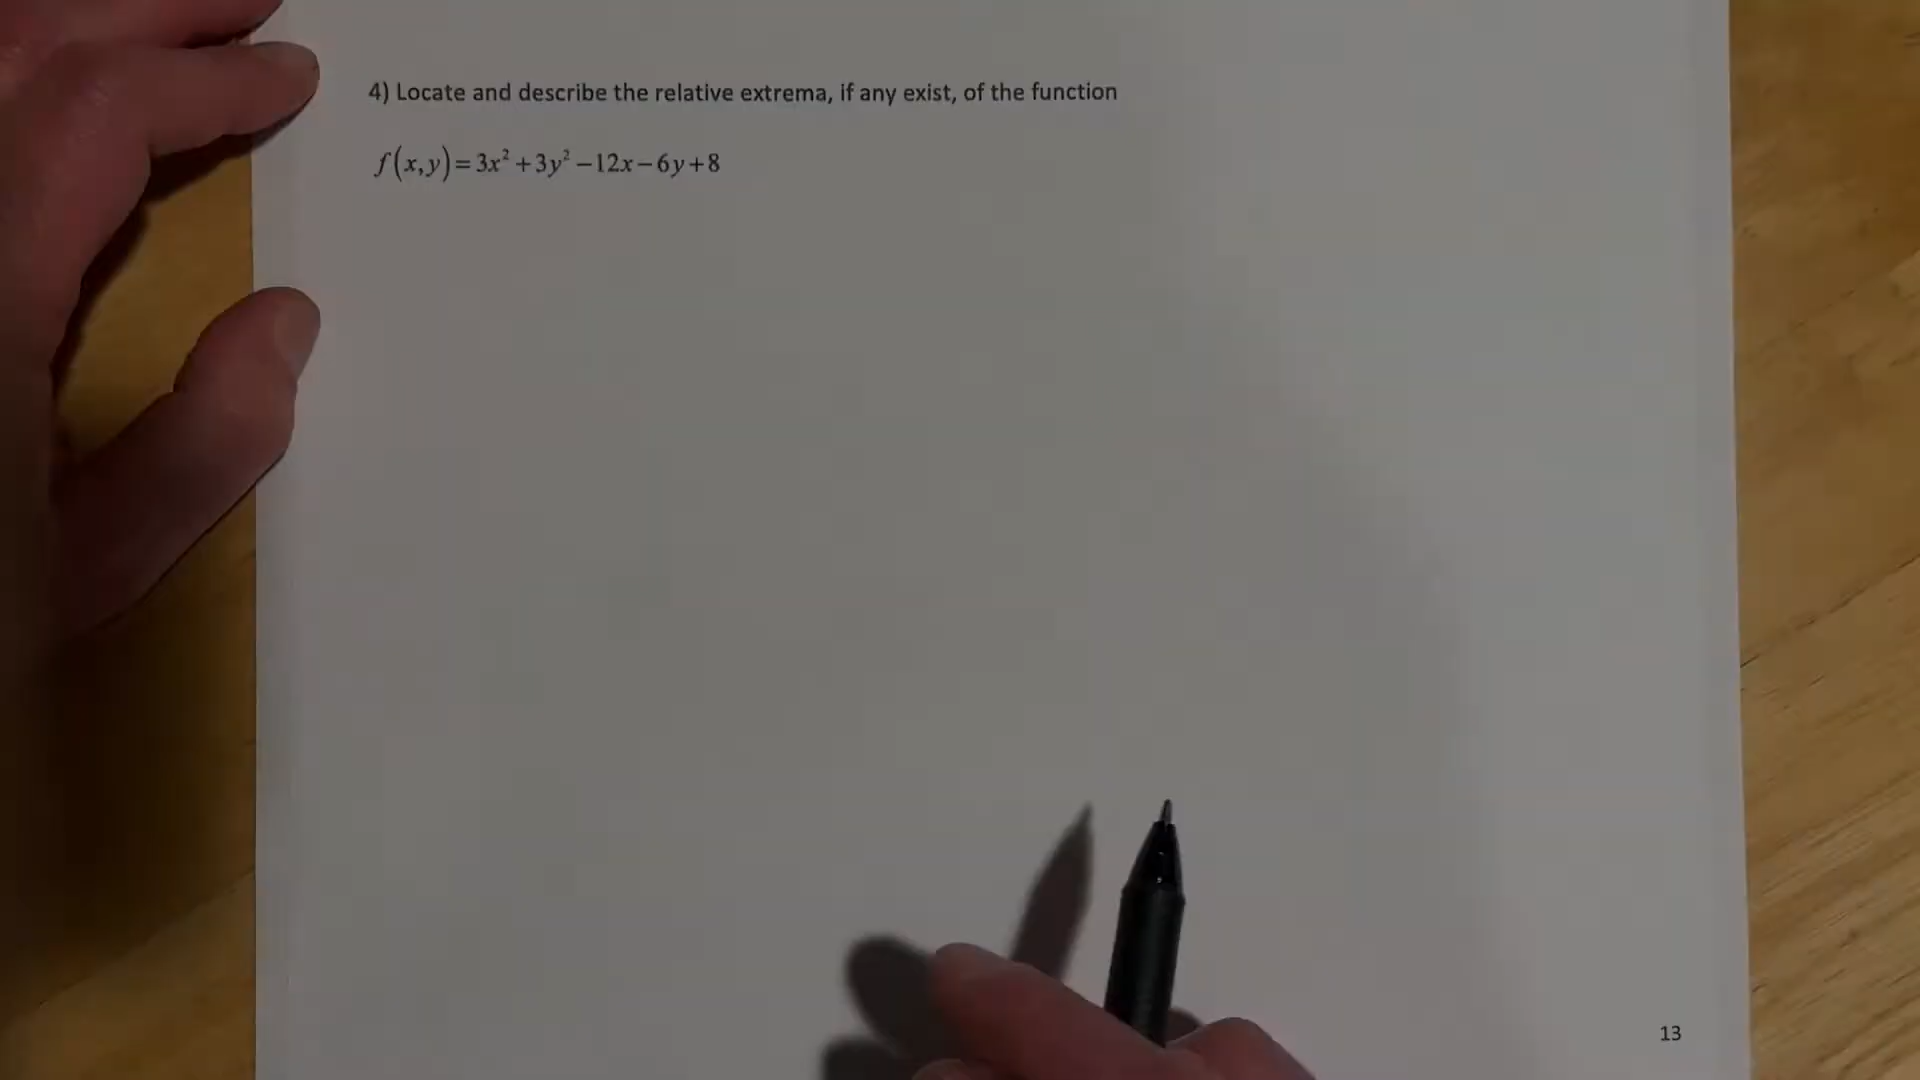 4) Locate and describe the relative extrema, if any exist, of the function
f(x,y)=3x²+3y²−12x−6y+8
13